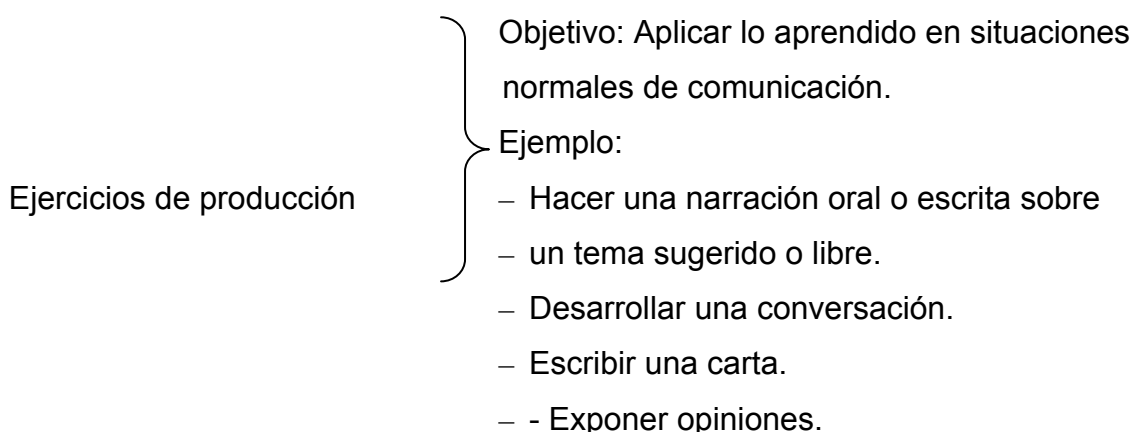 Objetivo: Aplicar lo aprendido en situaciones
normales de comunicación.
Ejemplo:
Ejercicios de producción
– Hacer una narración oral o escrita sobre
– un tema sugerido o libre.
– Desarrollar una conversación.
– Escribir una carta.
– - Exponer opiniones.